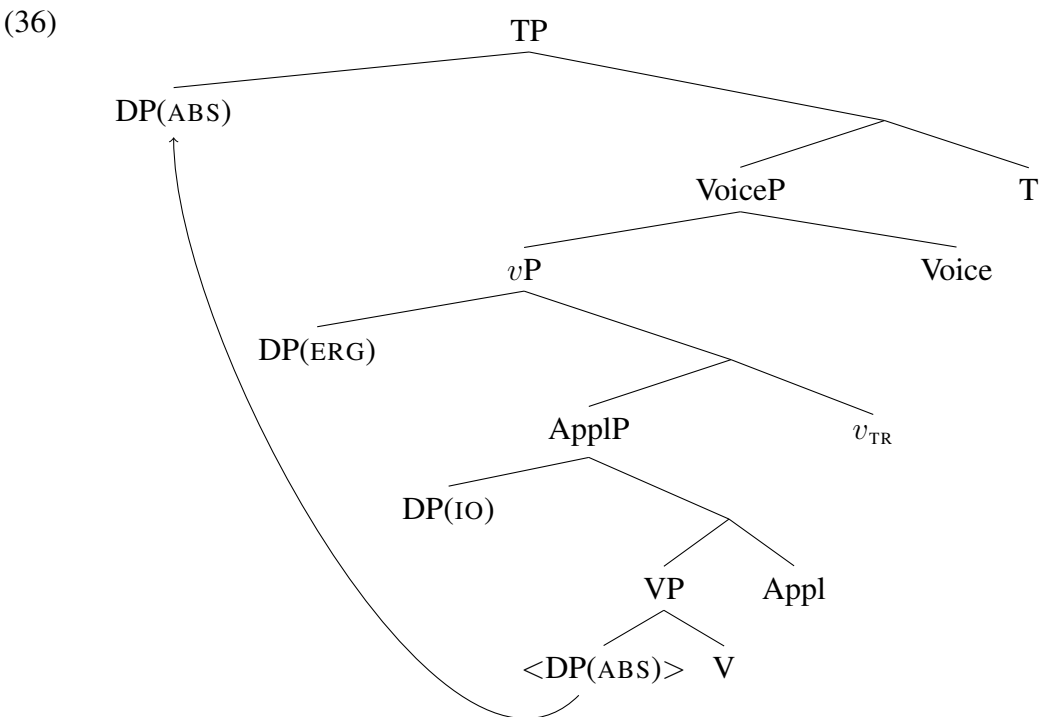 (36)
TP
DP(ABS)
VoiceP T
vP Voice
DP(ERG)
ApplP vTR
DP(IO)
VP Appl
<DP(ABS)> V